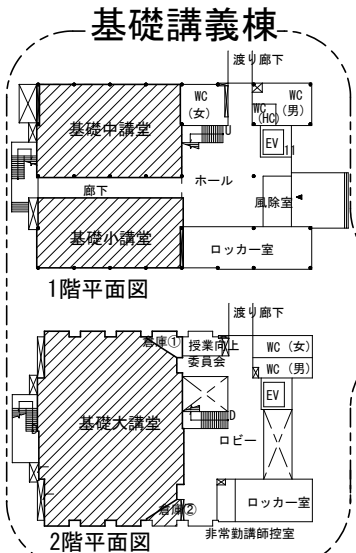 基礎講義棟
渡り廊下
WC
(女)
WC
(男)
WC
(HC)
基礎中講堂
U
EV
11
ホール
廊下
風除室
基礎小講堂
ロッカー室
1階平面図
渡り廊下
倉庫①
授業向上
委員会
WC (女)
WC (男)
EV
基礎大講堂
D
D
ロビー
ロッカー室
倉庫②
非常勤講師控室
2階平面図